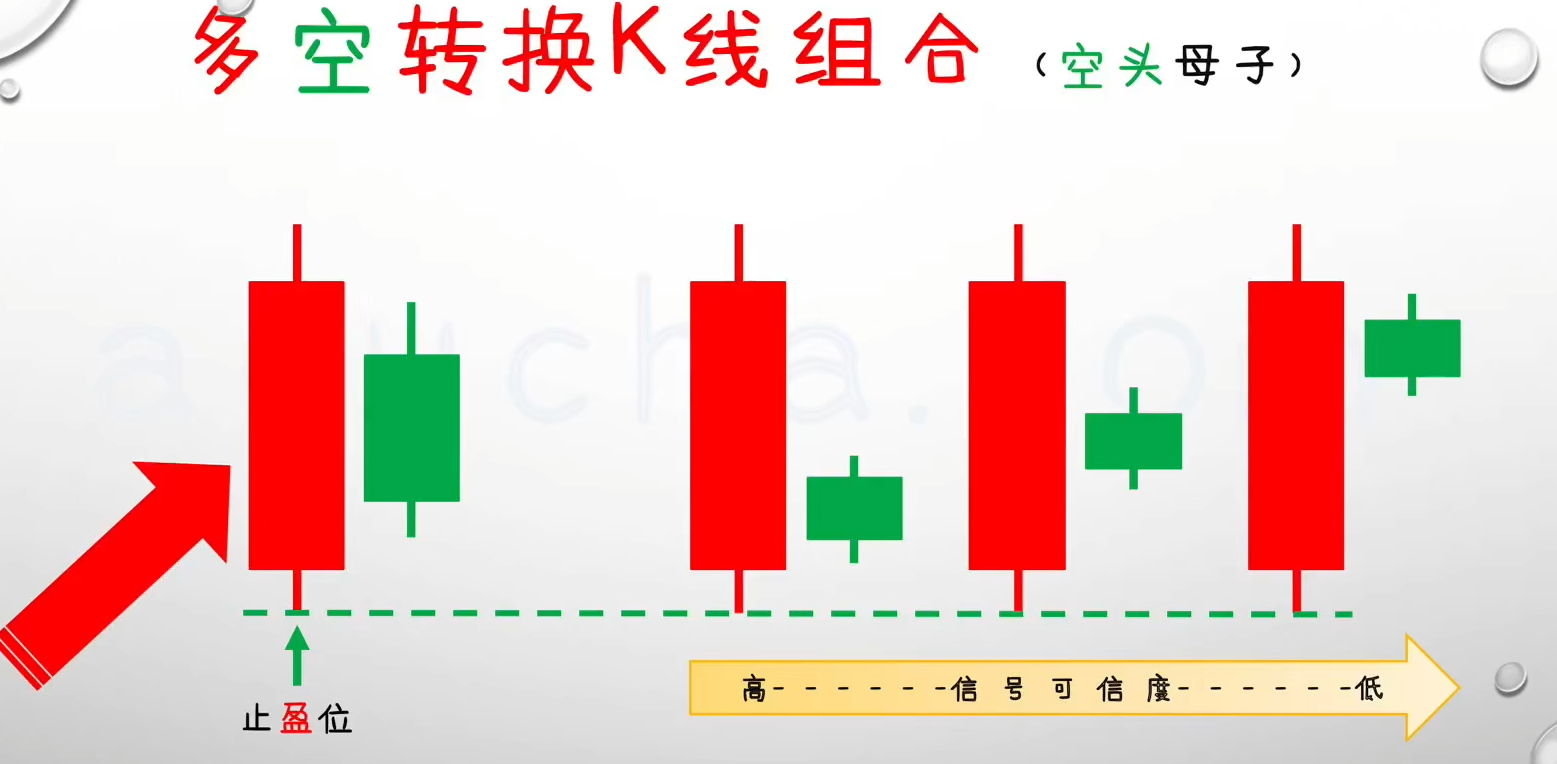 多空转换K线组合（空头母子）
止盈位
高- - - - - -信号可信度- - - - - -低